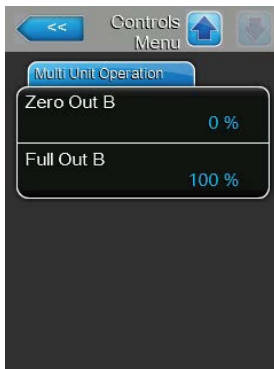 <<
Controls
Menu
Multi Unit Operation
Zero Out B
0 %
Full Out B
100 %